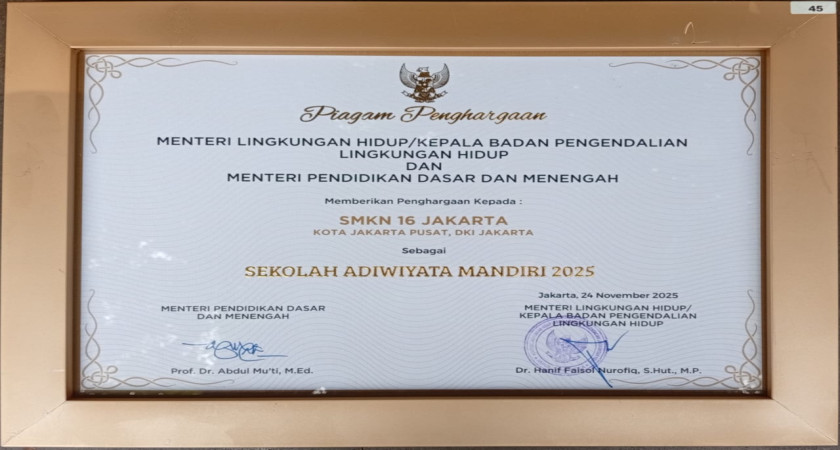 45
Piagam Penghargaan
MENTERI LINGKUNGAN HIDUP/KEPALA BADAN PENGENDALIAN
LINGKUNGAN HIDUP
DAN
MENTERI PENDIDIKAN DASAR DAN MENENGAH
Memberikan Penghargaan Kepada :
SMKN 16 JAKARTA
KOTA JAKARTA PUSAT, DKI JAKARTA
Sebagai
SEKOLAH ADIWIYATA MANDIRI 2025
MENTERI PENDIDIKAN DASAR
DAN MENENGAH
Prof. Dr. Abdul Mu'ti, M.Ed.
Jakarta, 24 November 2025
MENTERI LINGKUNGAN HIDUP/
KEPALA BADAN PENGENDALIAN
LINGKUNGAN HIDUP
Dr. Hanif Faisol Nurofiq, S.Hut., M.P.